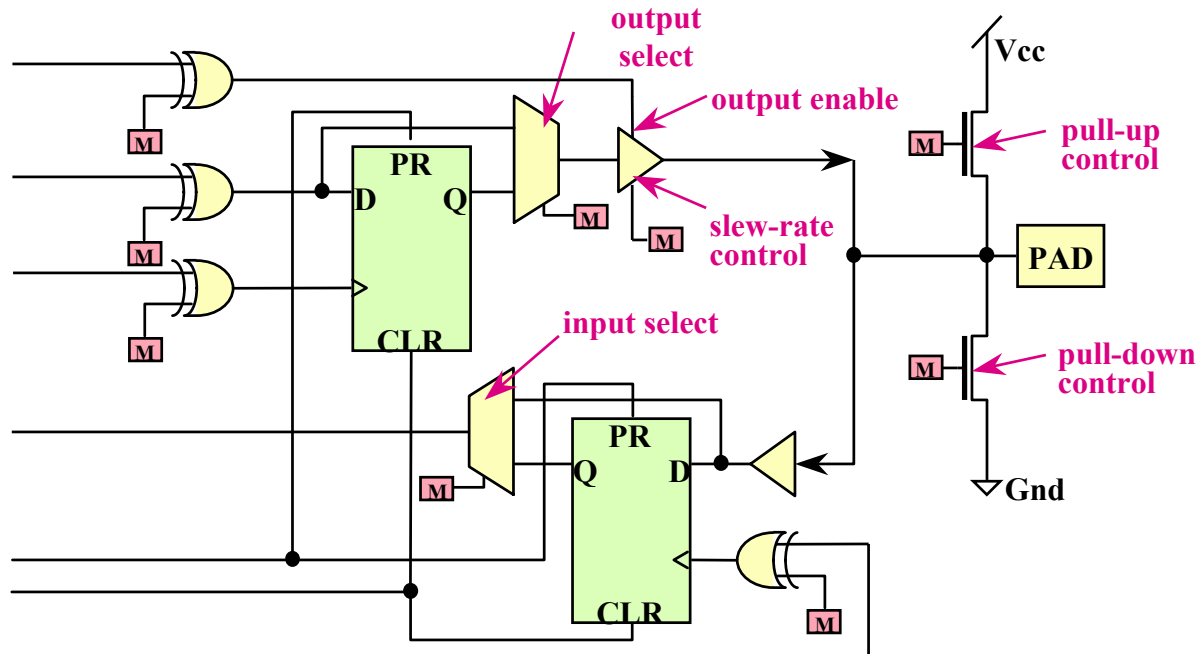 output
select
Vcc
output enable
M
pull-up
control
M
PR
D
Q
M
slew-rate
control
M
M
PAD
input select
CLR
M
pull-down
control
M
PR
Q
D
M
Gnd
CLR
M